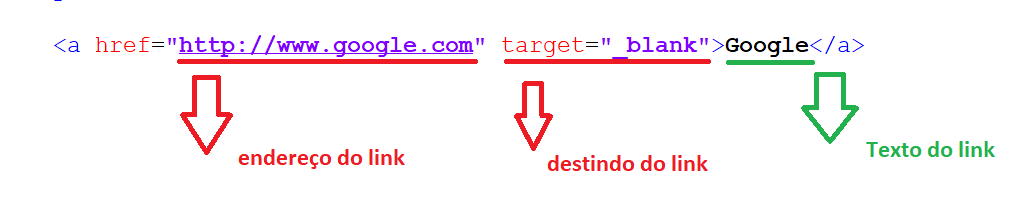 <a href="http://www.google.com" target="_blank">Google</a>
endereço do link
destindo do link
Texto do link